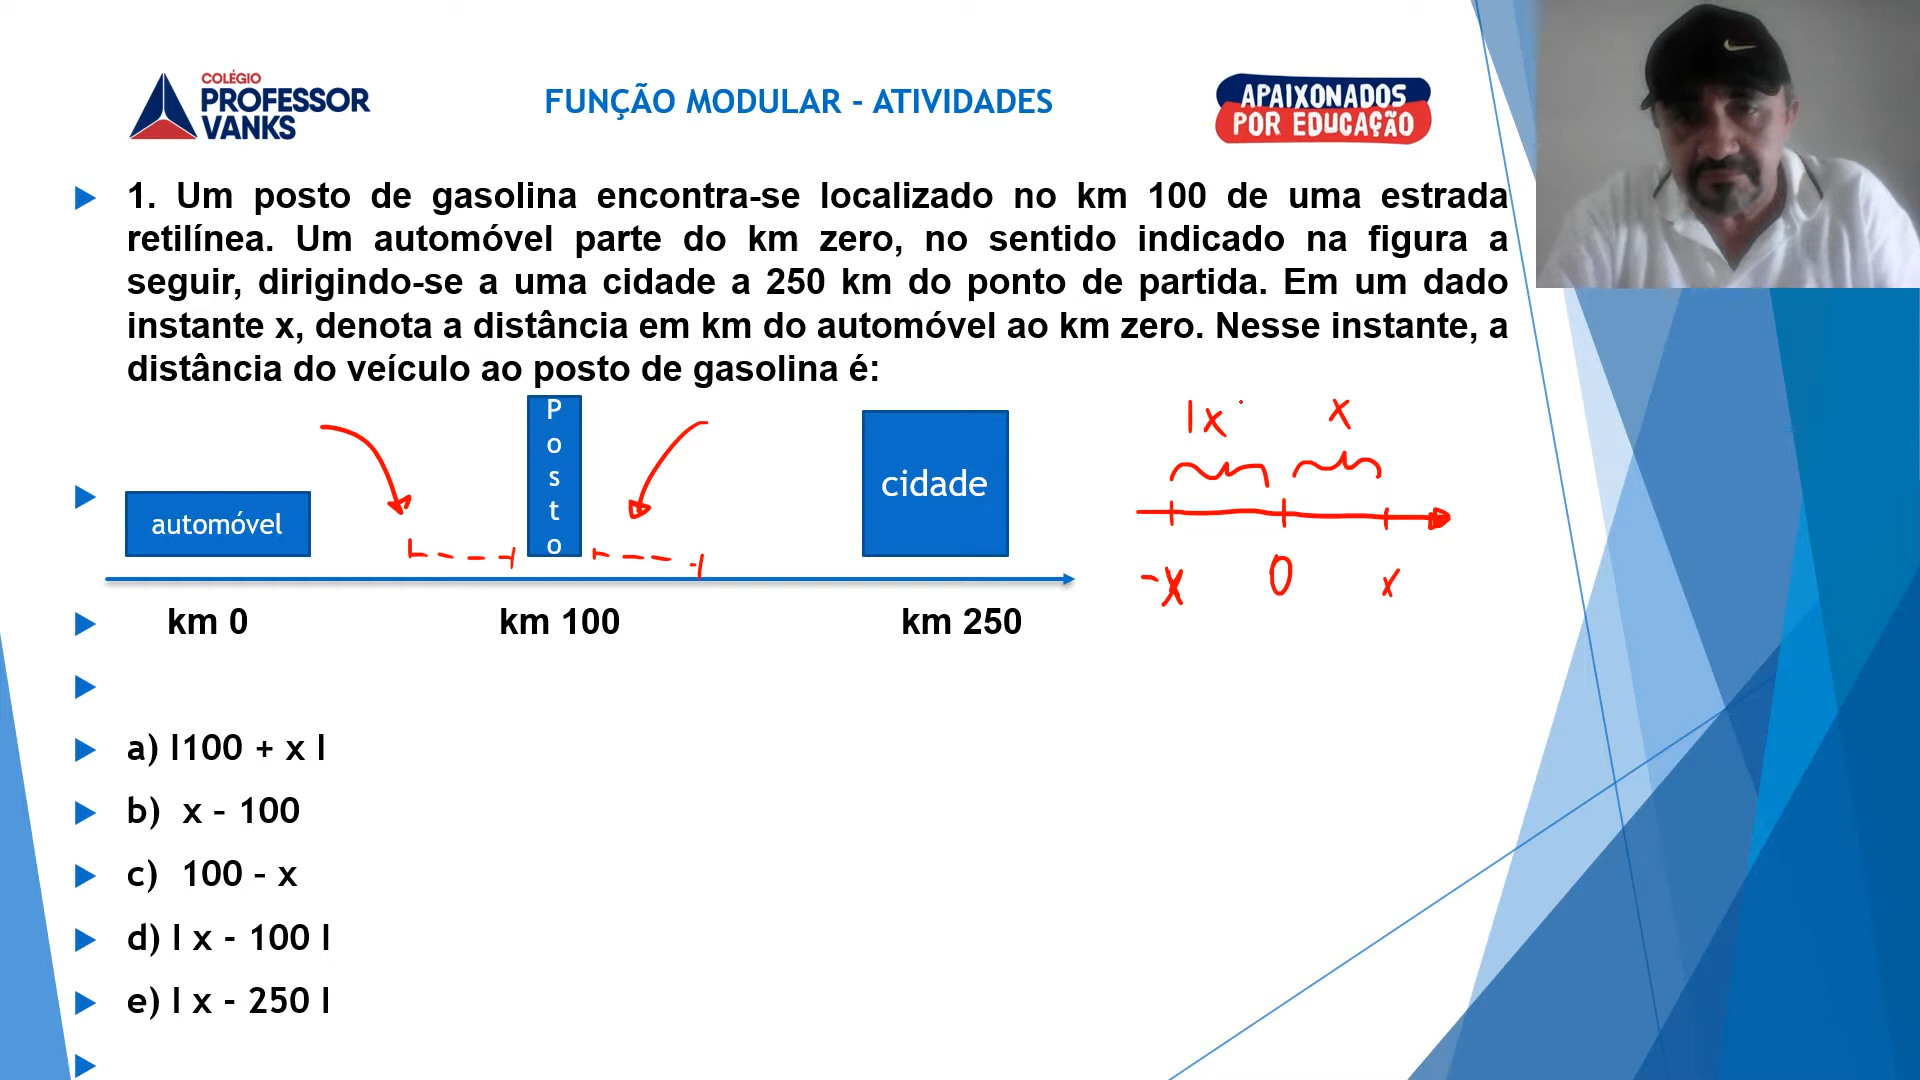 COLÉGIO
PROFESSOR
VANKS
FUNÇÃO MODULAR - ATIVIDADES
APAIXONADOS
POR EDUCAÇÃO
1. Um posto de gasolina encontra-se localizado no km 100 de uma estrada
retilínea. Um automóvel parte do km zero, no sentido indicado na figura a
seguir, dirigindo-se a uma cidade a 250 km do ponto de partida. Em um dado
instante x, denota a distância em km do automóvel ao km zero. Nesse instante, a
distância do veículo ao posto de gasolina é:
Posto
automóvel
cidade
|x
x
-x 0 x
km 0 km 100 km 250
a) l100 + x l
b) x – 100
c) 100 – x
d) l x - 100 l
e) l x - 250 l